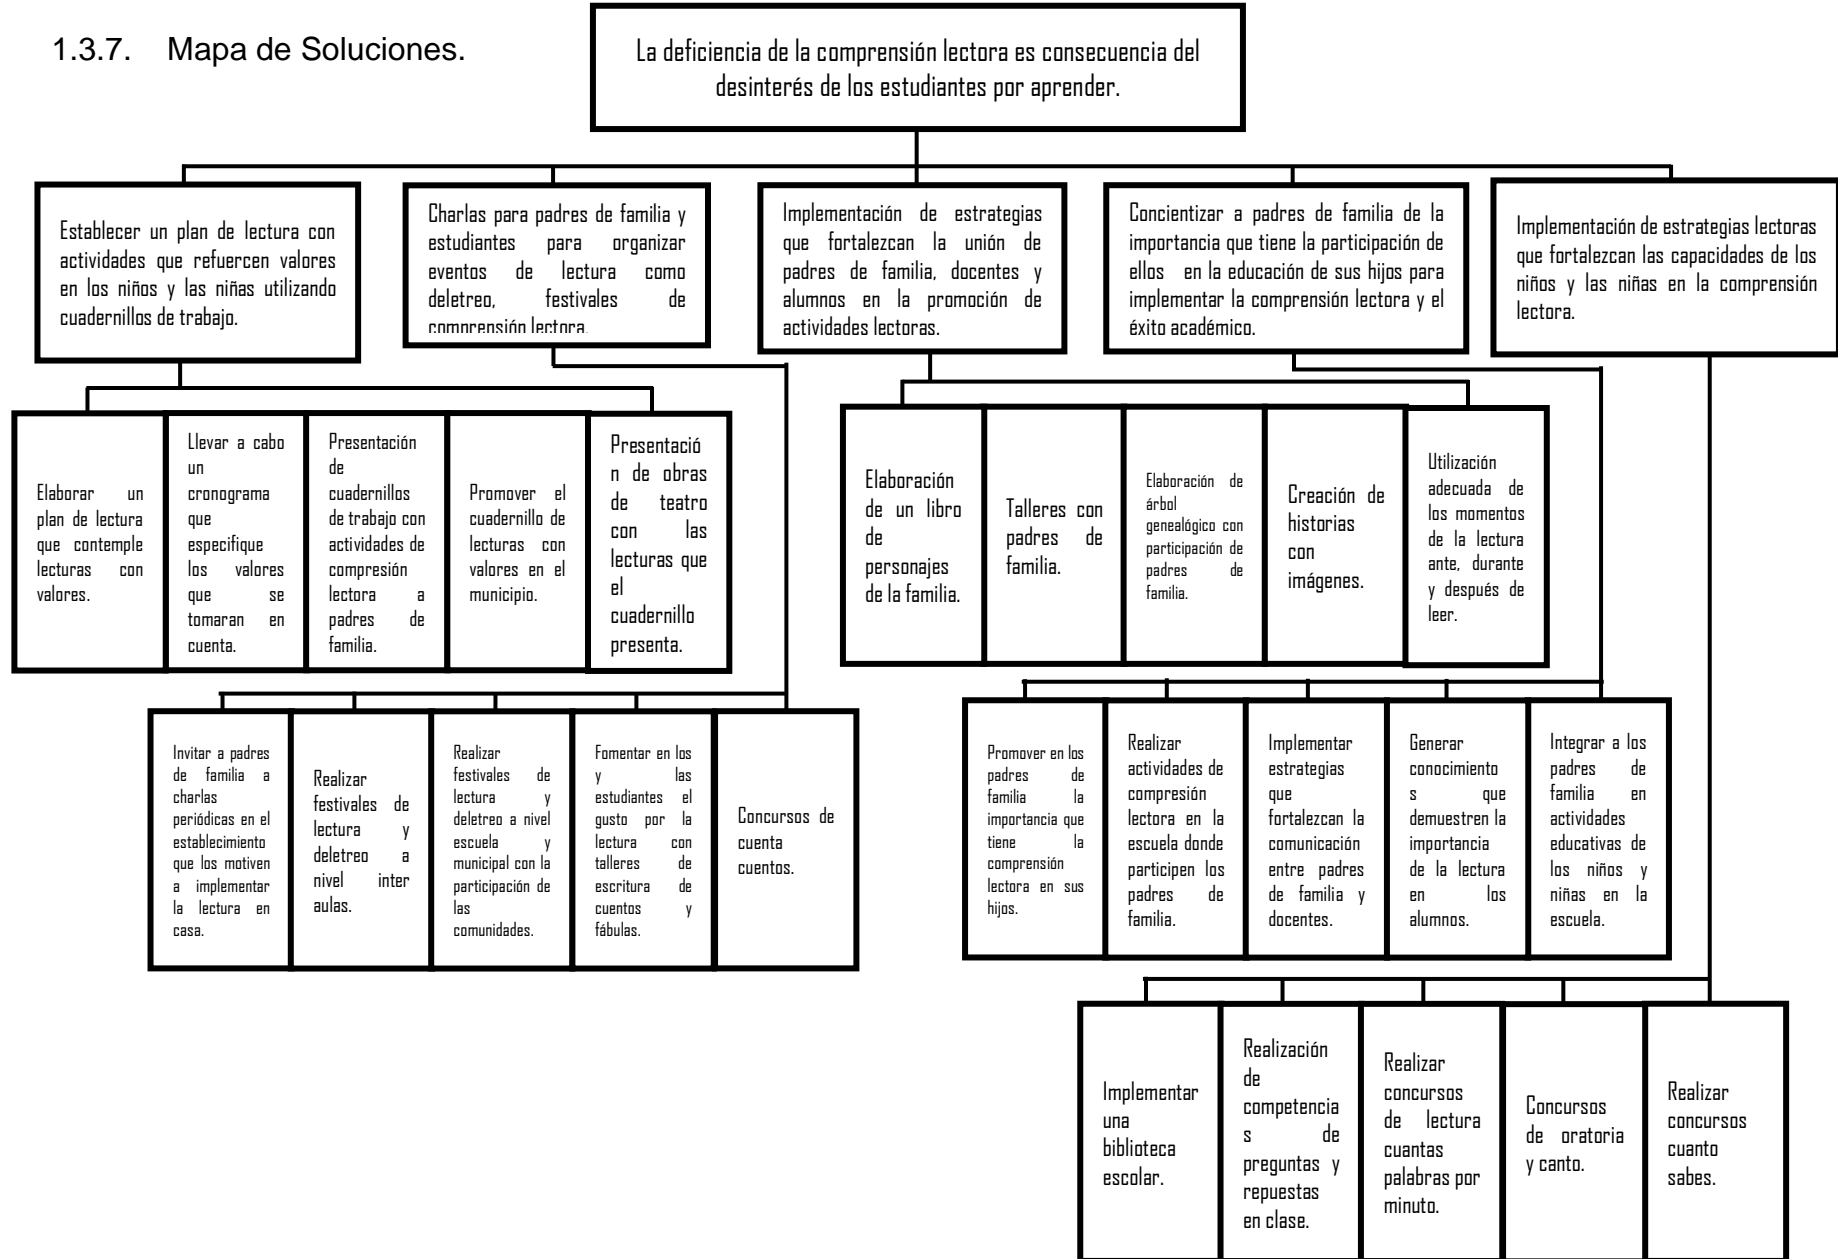 1.3.7. Mapa de Soluciones.
La deficiencia de la comprensión lectora es consecuencia del
desinterés de los estudiantes por aprender.
Establecer un plan de lectura con
actividades que refuercen valores
en los niños y las niñas utilizando
cuadernillos de trabajo.
Charlas para padres de familia y
estudiantes para organizar
eventos de lectura como
deletreo, festivales de
comprensión lectora.
Implementación de estrategias
que fortalezcan la unión de
padres de familia, docentes y
alumnos en la promoción de
actividades lectoras.
Concientizar a padres de familia de la
importancia que tiene la participación de
ellos en la educación de sus hijos para
implementar la comprensión lectora y el
éxito académico.
Implementación de estrategias lectoras
que fortalezcan las capacidades de los
niños y las niñas en la comprensión
lectora.
Elaborar un
plan de lectura
que contemple
lecturas con
valores.
Llevar a cabo
un
cronograma
que
especifique
los valores
que se
tomaran en
cuenta.
Presentación
de
cuadernillos
de trabajo con
actividades de
compresión
lectora a
padres de
familia.
Promover el
cuadernillo de
lecturas con
valores en el
municipio.
Presentació
n de obras
de teatro
con las
lecturas que
el
cuadernillo
presenta.
Elaboración
de un libro
de
personajes
de la familia.
Talleres con
padres de
familia.
Elaboración de
árbol
genealógico con
participación de
padres de
familia.
Creación de
historias
con
imágenes.
Utilización
adecuada de
los momentos
de la lectura
ante, durante
y después de
leer.
Invitar a padres
de familia a
charlas
periódicas en el
establecimiento
que los motiven
a implementar
la lectura en
casa.
Realizar
festivales de
lectura y
deletreo a
nivel inter
aulas.
Realizar
festivales de
lectura y
deletreo a nivel
escuela y
municipal con la
participación de
las
comunidades.
Fomentar en los
y las
estudiantes el
gusto por la
lectura con
talleres de
escritura de
cuentos y
fábulas.
Concursos de
cuenta
cuentos.
Promover en los
padres de
familia la
importancia que
tiene la
comprensión
lectora en sus
hijos.
Realizar
actividades de
compresión
lectora en la
escuela donde
participen los
padres de
familia.
Implementar
estrategias
que
fortalezcan la
comunicación
entre padres
de familia y
docentes.
Generar
conocimiento
s que
demuestren la
importancia
de la lectura
en los
alumnos.
Integrar a los
padres de
familia en
actividades
educativas de
los niños y
niñas en la
escuela.
Implementar
una
biblioteca
escolar.
Realización
de
competencia
s de
preguntas y
repuestas
en clase.
Realizar
concursos
de lectura
cuantas
palabras por
minuto.
Concursos
de oratoria
y canto.
Realizar
concursos
cuanto
sabes.